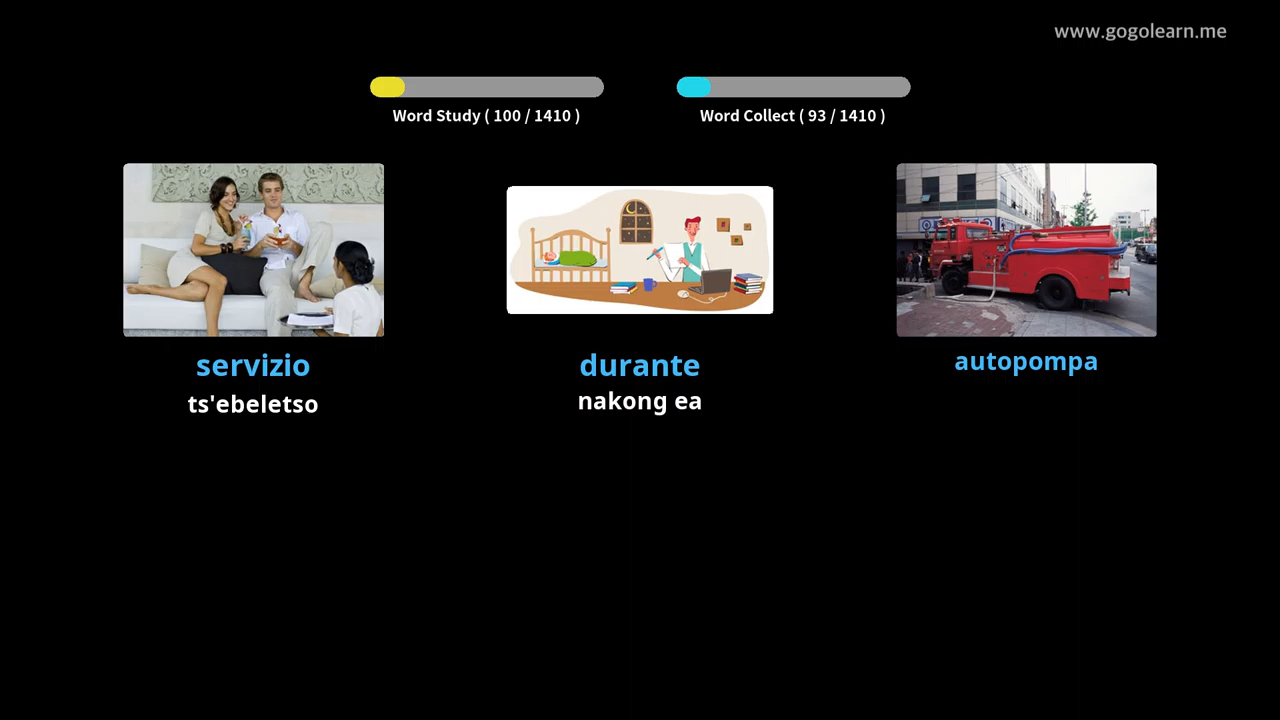 www.gogolearn.me
Word Study ( 100 / 1410 )
Word Collect ( 93 / 1410 )
servizio
ts'ebeletso
durante
nakong ea
autopompa